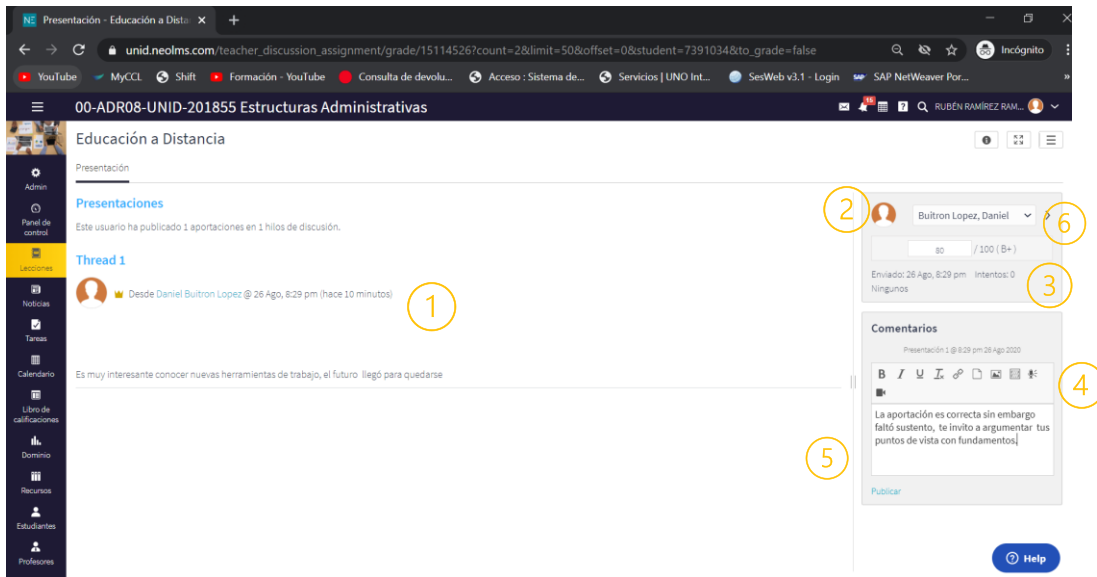 NE Presentación - Educación a Dista
unid.neolms.com/teacher_discussion_assignment/grade/15114526?count=2&limit=50&offset=0&student=7391034&to_grade=false
Incógnito
YouTube MyCCL Shift Formación - YouTube Consulta de devolu... Acceso : Sistema de... Servicios | UNO Int... SesWeb v3.1 - Login SAP NetWeaver Por... »
00-ADR08-UNID-201855 Estructuras Administrativas
15
RUBÉN RAMÍREZ RAM...
Educación a Distancia
Presentación
Admin
Panel de
control
Lecciones
Noticias
Tareas
Calendario
Libro de
calificaciones
Dominio
Recursos
Estudiantes
Profesores
Presentaciones
Este usuario ha publicado 1 aportaciones en 1 hilos de discusión.
Thread 1
Desde Daniel Buitron Lopez @ 26 Ago, 8:29 pm (hace 10 minutos)
1
Es muy interesante conocer nuevas herramientas de trabajo, el futuro llegó para quedarse
2
Buitron Lopez, Daniel
6
80 / 100 ( B+ )
Enviado: 26 Ago, 8:29 pm Intentos: 0
Ningunos
3
Comentarios
Presentación 1 @ 8:29 pm 26 Ago 2020
B I U Tx
4
La aportación es correcta sin embargo
faltó sustento, te invito a argumentar tus
puntos de vista con fundamentos.
5
Publicar
Help